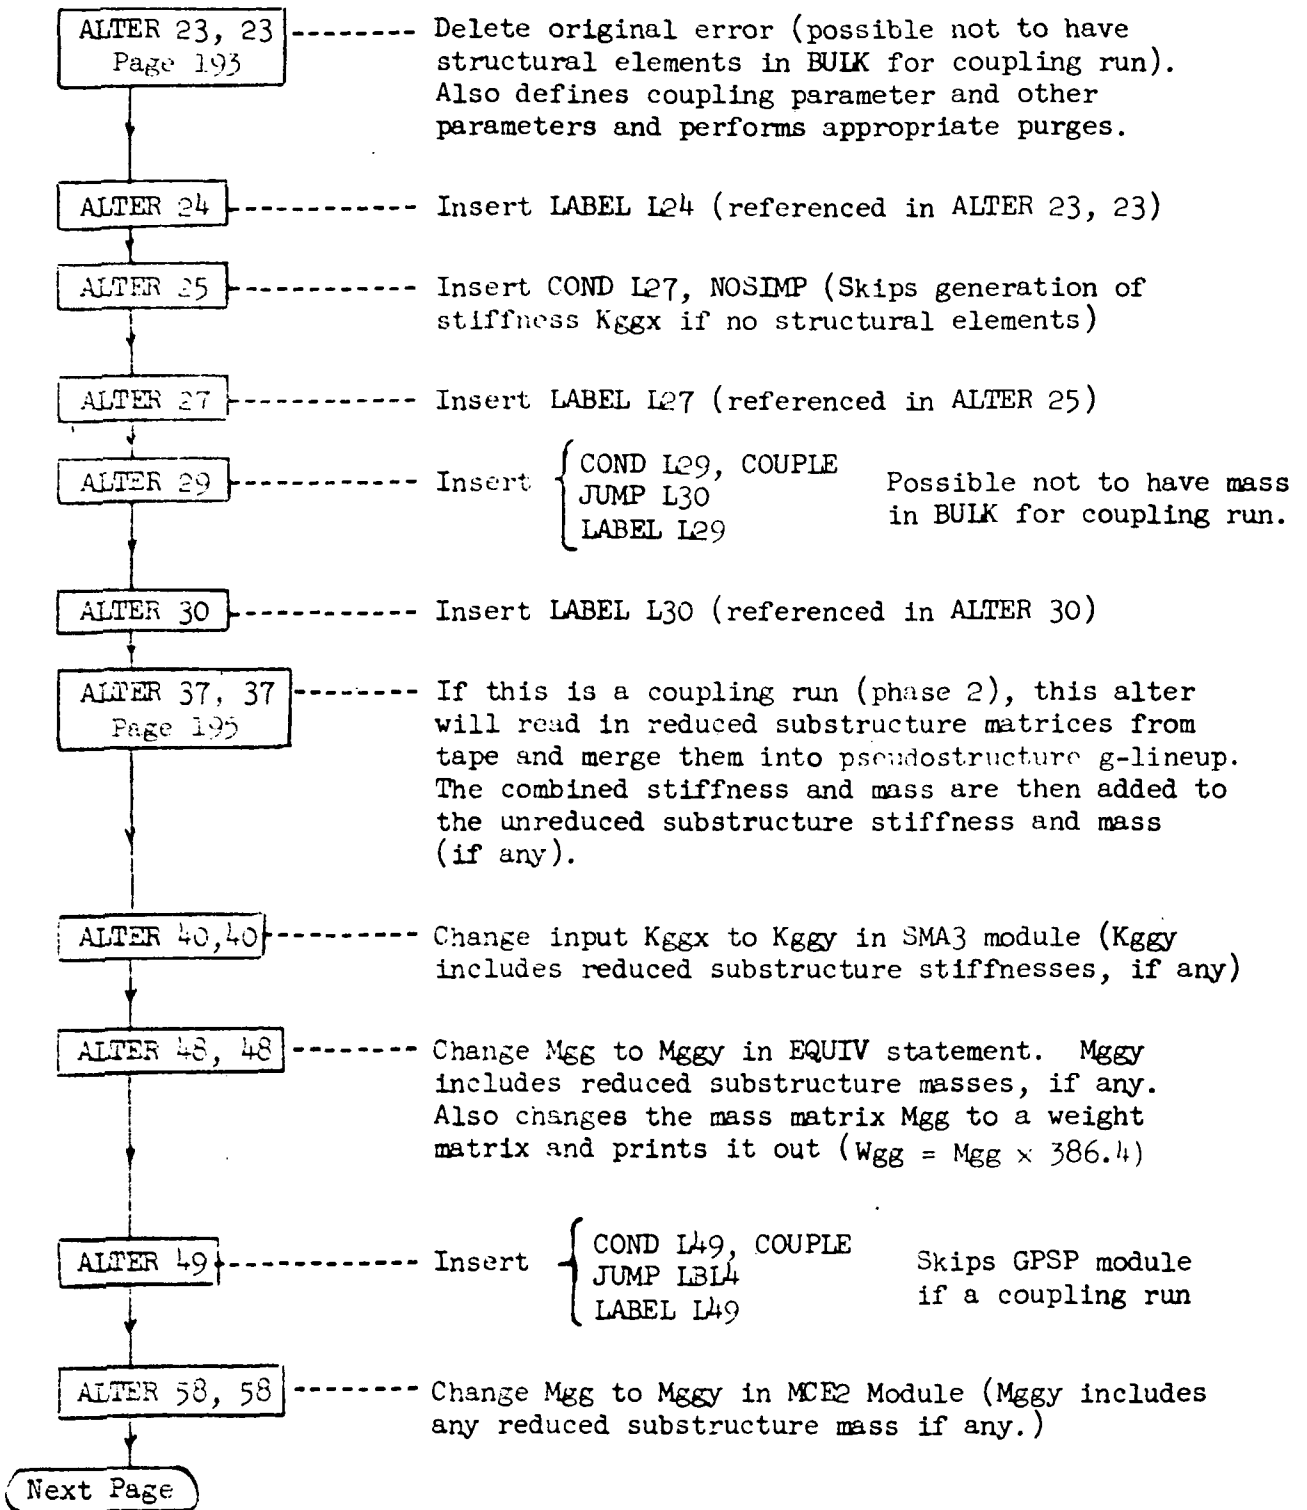 ALTER 23, 23 -------- Delete original error (possible not to have
Page 193 structural elements in BULK for coupling run).
Also defines coupling parameter and other
parameters and performs appropriate purges.
ALTER 24 ------------ Insert LABEL L24 (referenced in ALTER 23, 23)
ALTER 25 ------------ Insert COND L27, NOSIMP (Skips generation of
stiffness Kggx if no structural elements)
ALTER 27 ------------ Insert LABEL L27 (referenced in ALTER 25)
ALTER 29 ------------ Insert { COND L29, COUPLE
JUMP L30 Possible not to have mass
LABEL L29 in BULK for coupling run.
ALTER 30 ------------ Insert LABEL L30 (referenced in ALTER 30)
ALTER 37, 37 -------- If this is a coupling run (phase 2), this alter
Page 195 will read in reduced substructure matrices from
tape and merge them into pseudostructure g-lineup.
The combined stiffness and mass are then added to
the unreduced substructure stiffness and mass
(if any).
ALTER 40,40 --------- Change input Kggx to Kggy in SMA3 module (Kggy
includes reduced substructure stiffnesses, if any)
ALTER 48, 48 -------- Change Mgg to Mggy in EQUIV statement. Mggy
includes reduced substructure masses, if any.
Also changes the mass matrix Mgg to a weight
matrix and prints it out (Wgg = Mgg × 386.4)
ALTER 49 ------------ Insert { COND L49, COUPLE
JUMP LBL4 Skips GPSP module
LABEL L49 if a coupling run
ALTER 58, 58 -------- Change Mgg to Mggy in MCE2 Module (Mggy includes
any reduced substructure mass if any.)
Next Page